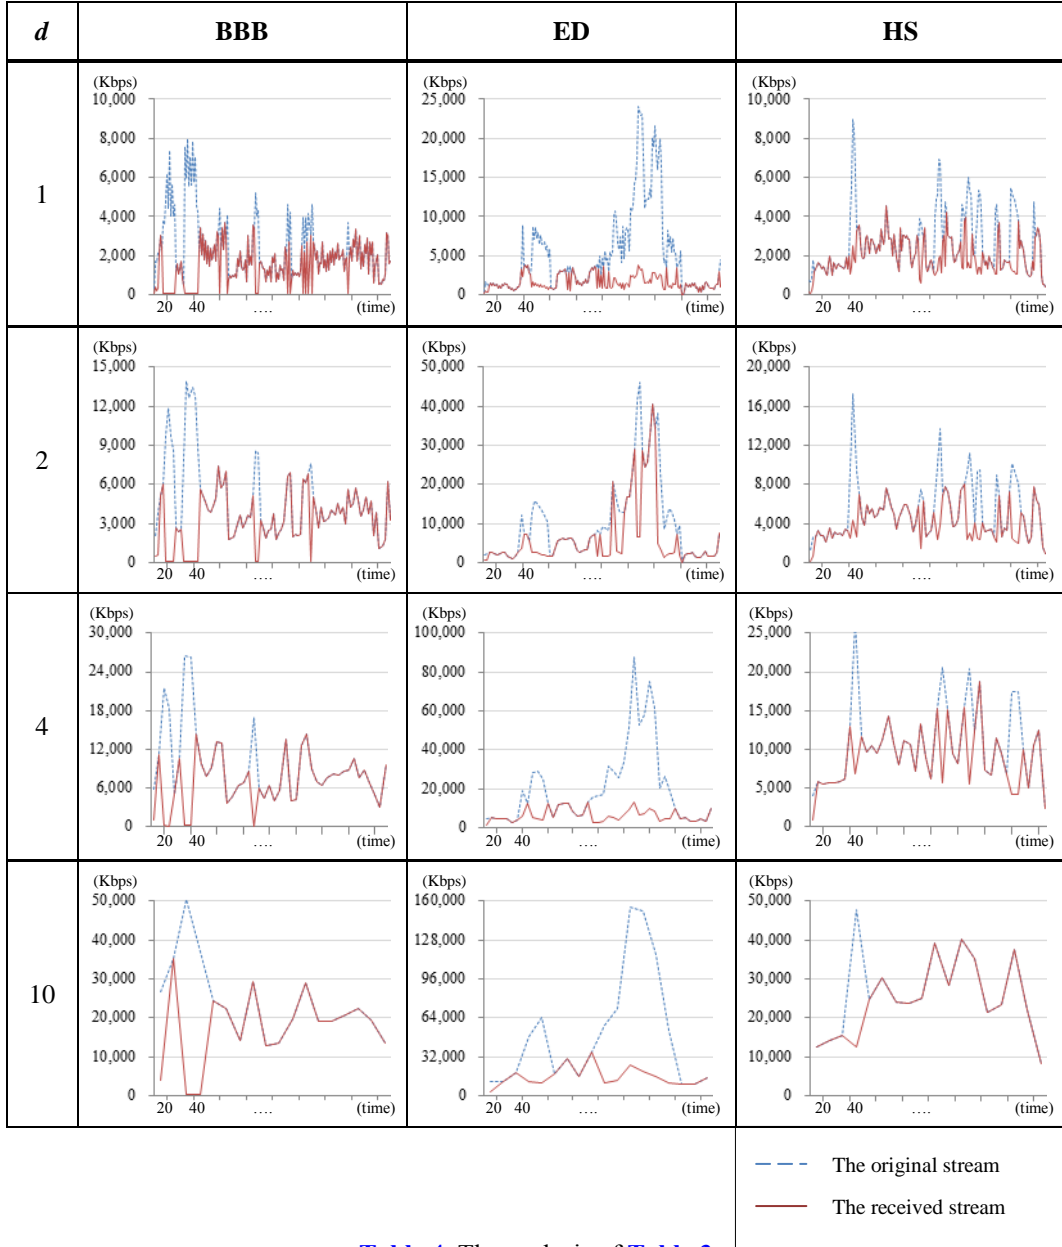 d BBB ED HS
1
(Kbps)
10,000
8,000
6,000
4,000
2,000
0
20 40 …. (time)
(Kbps)
25,000
20,000
15,000
10,000
5,000
0
20 40 …. (time)
(Kbps)
10,000
8,000
6,000
4,000
2,000
0
20 40 …. (time)
2
(Kbps)
15,000
12,000
9,000
6,000
3,000
0
20 40 …. (time)
(Kbps)
50,000
40,000
30,000
20,000
10,000
0
20 40 …. (time)
(Kbps)
20,000
16,000
12,000
8,000
4,000
0
20 40 …. (time)
4
(Kbps)
30,000
24,000
18,000
12,000
6,000
0
20 40 …. (time)
(Kbps)
100,000
80,000
60,000
40,000
20,000
0
20 40 …. (time)
(Kbps)
25,000
20,000
15,000
10,000
5,000
0
20 40 …. (time)
10
(Kbps)
50,000
40,000
30,000
20,000
10,000
0
20 40 …. (time)
(Kbps)
160,000
128,000
96,000
64,000
32,000
0
20 40 …. (time)
(Kbps)
50,000
40,000
30,000
20,000
10,000
0
20 40 …. (time)
The original stream
The received stream